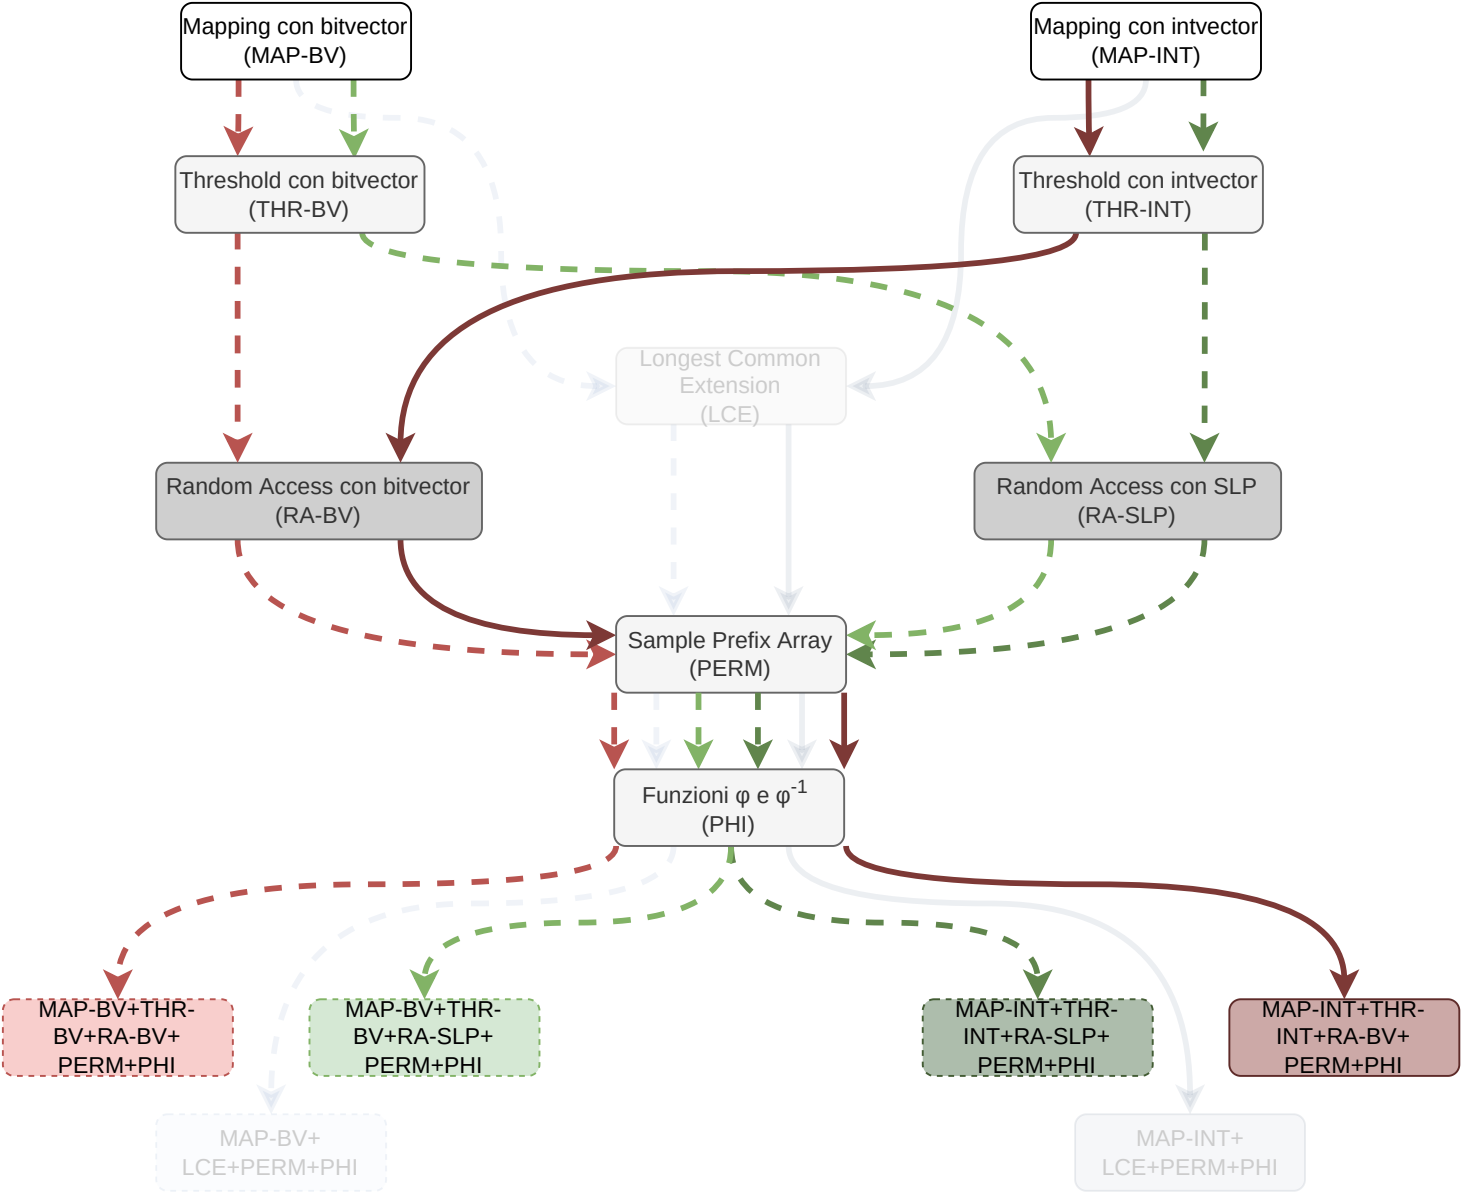 Mapping con bitvector
(MAP-BV)
Mapping con intvector
(MAP-INT)
Threshold con bitvector
(THR-BV)
Threshold con intvector
(THR-INT)
Longest Common
Extension
(LCE)
Random Access con bitvector
(RA-BV)
Random Access con SLP
(RA-SLP)
Sample Prefix Array
(PERM)
Funzioni φ e φ⁻¹
(PHI)
MAP-BV+THR-
BV+RA-BV+
PERM+PHI
MAP-BV+THR-
BV+RA-SLP+
PERM+PHI
MAP-INT+THR-
INT+RA-SLP+
PERM+PHI
MAP-INT+THR-
INT+RA-BV+
PERM+PHI
MAP-BV+
LCE+PERM+PHI
MAP-INT+
LCE+PERM+PHI